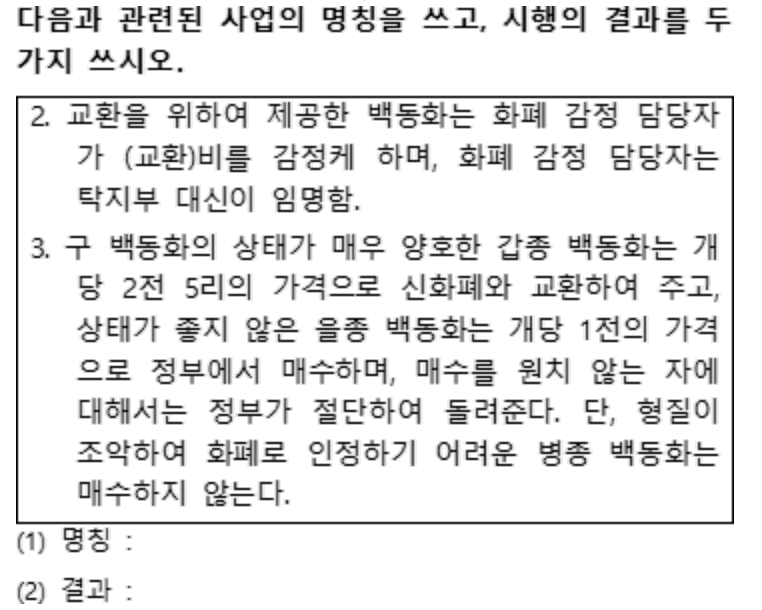 다음과 관련된 사업의 명칭을 쓰고, 시행의 결과를 두
가지 쓰시오.
2. 교환을 위하여 제공한 백동화는 화폐 감정 담당자
가 (교환)비를 감정케 하며, 화폐 감정 담당자는
탁지부 대신이 임명함.
3. 구 백동화의 상태가 매우 양호한 갑종 백동화는 개
당 2전 5리의 가격으로 신화폐와 교환하여 주고,
상태가 좋지 않은 을종 백동화는 개당 1전의 가격
으로 정부에서 매수하며, 매수를 원치 않는 자에
대해서는 정부가 절단하여 돌려준다. 단, 형질이
조악하여 화폐로 인정하기 어려운 병종 백동화는
매수하지 않는다.
(1) 명칭 :
(2) 결과 :